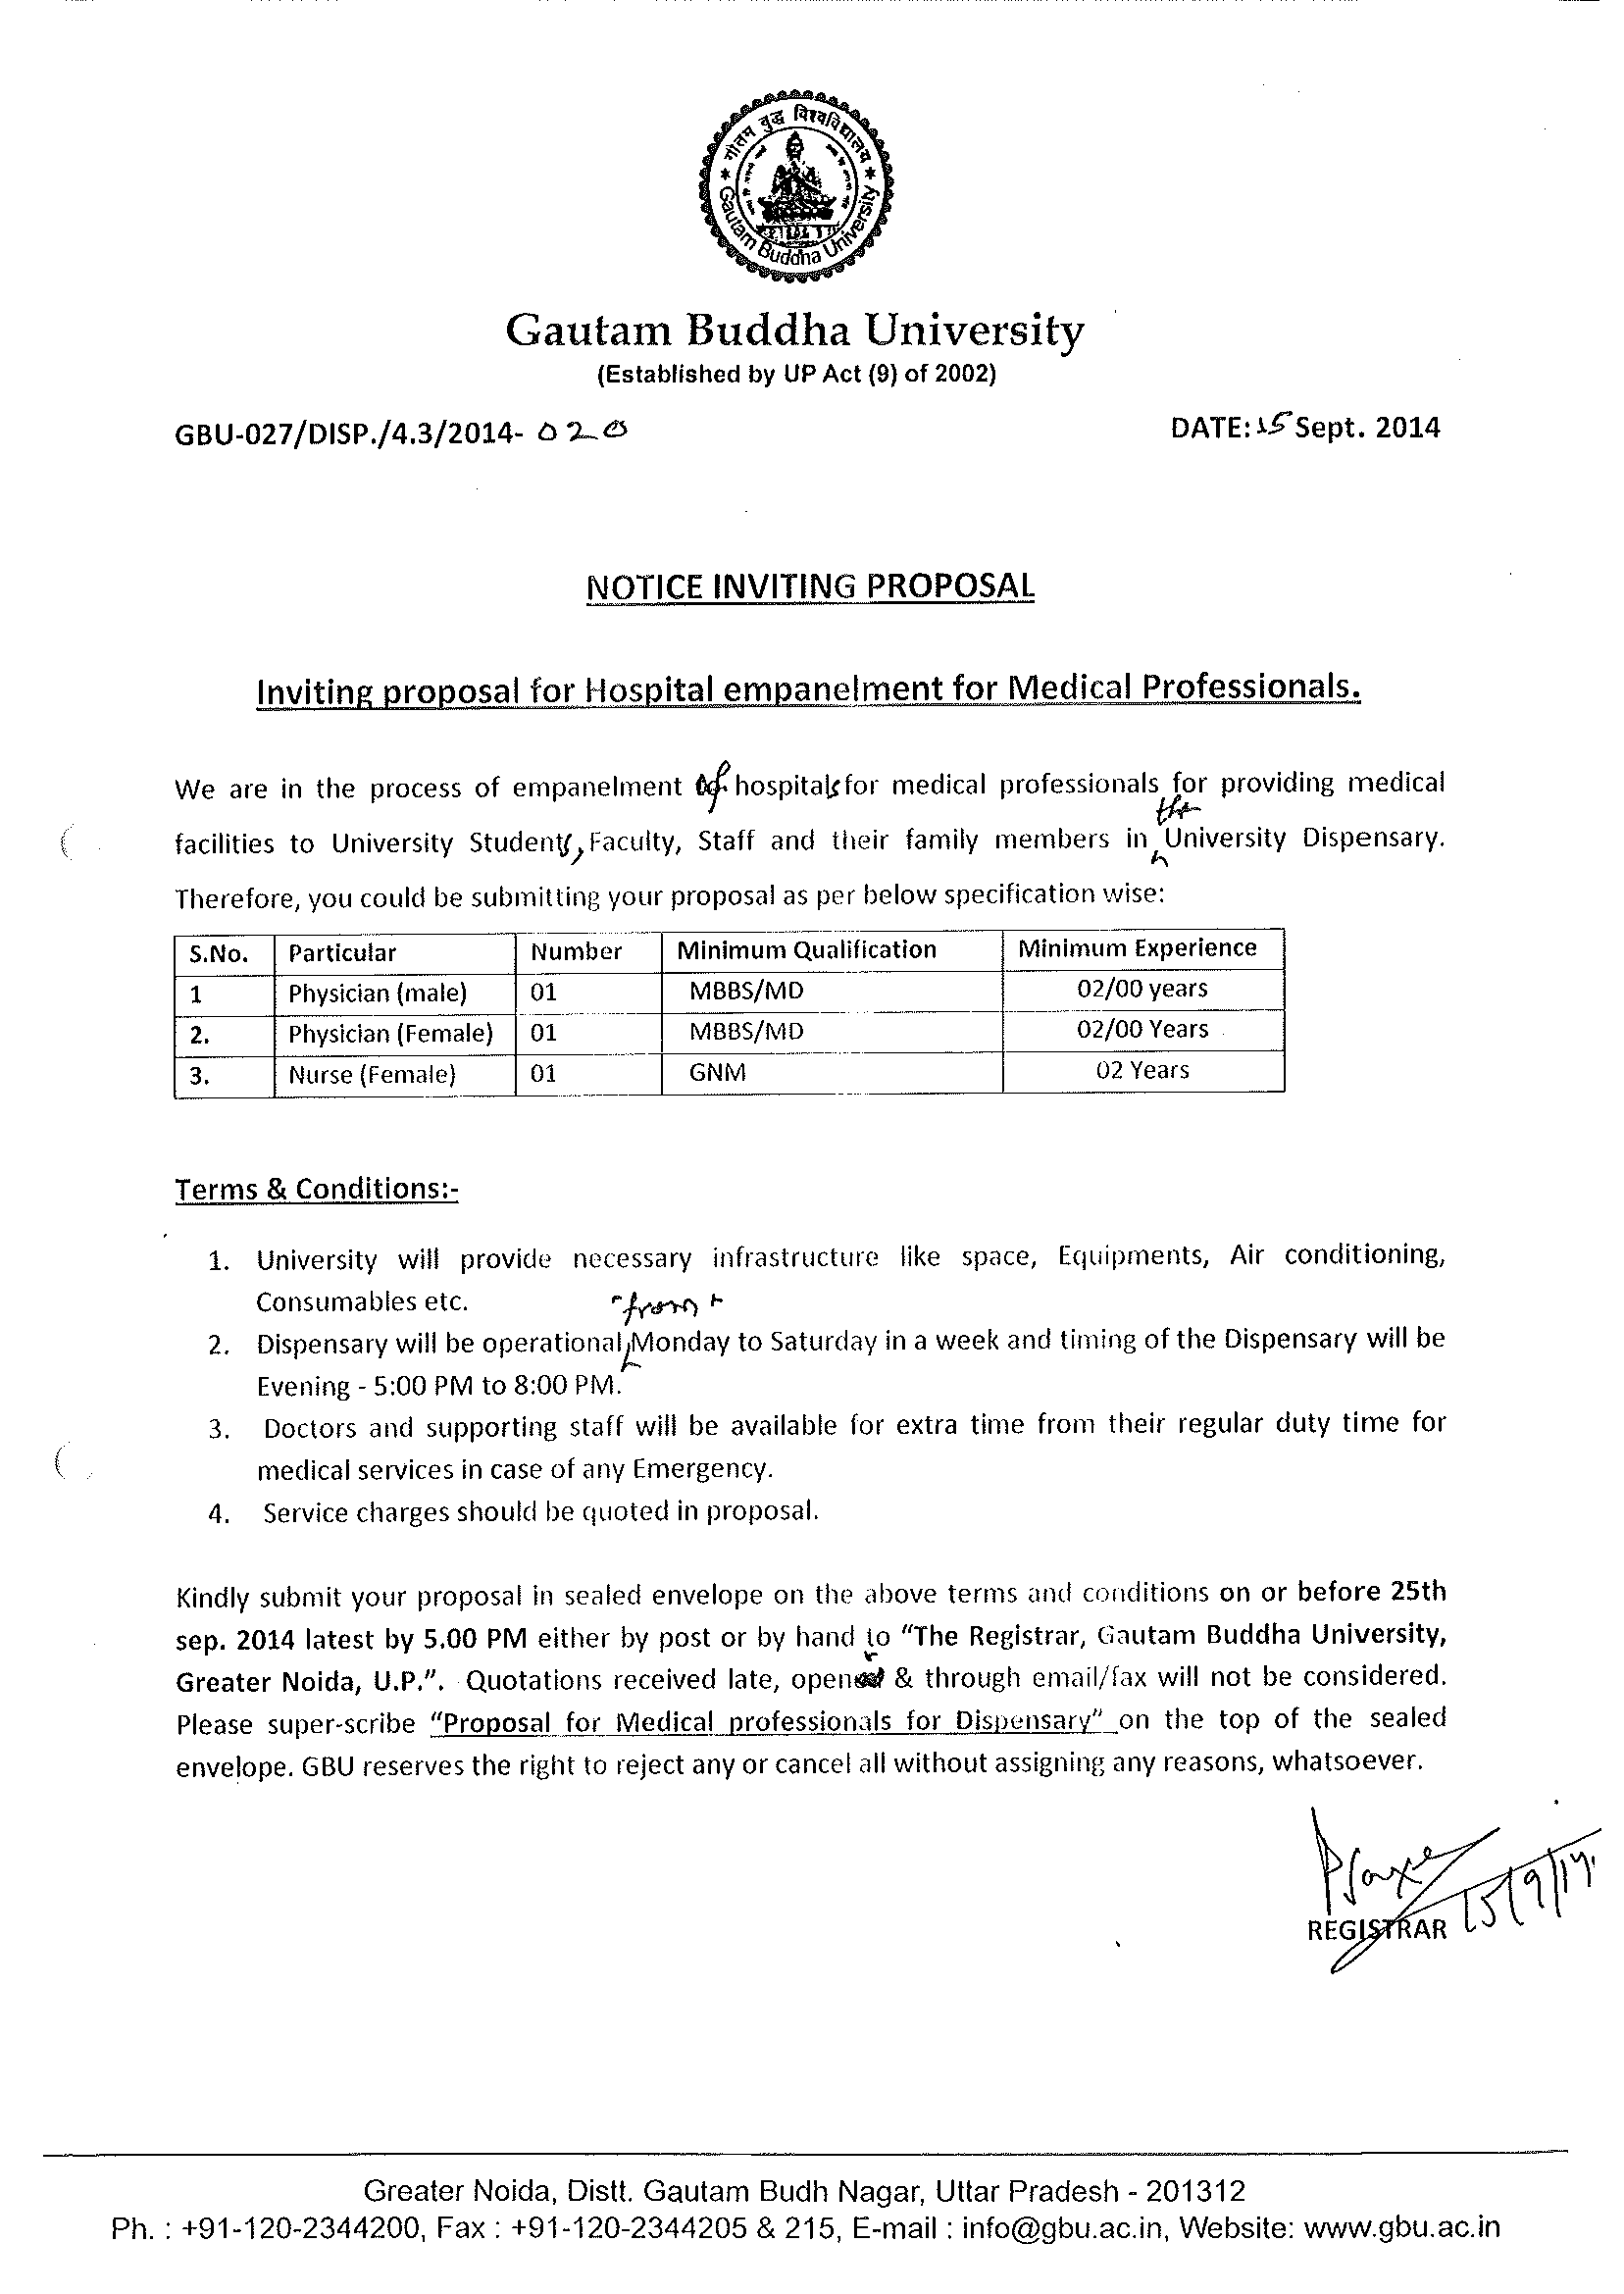 * गौतम बुद्ध विश्वविद्यालय *
Gautam Buddha University
Gautam Buddha University
(Established by UP Act (9) of 2002)
GBU-027/DISP./4.3/2014- 020
DATE: 15 Sept. 2014
NOTICE INVITING PROPOSAL
Inviting proposal for Hospital empanelment for Medical Professionals.
We are in the process of empanelment of hospitals for medical professionals for providing medical
facilities to University Students, Faculty, Staff and their family members in the University Dispensary.
Therefore, you could be submitting your proposal as per below specification wise:
S.No. Particular Number Minimum Qualification Minimum Experience
1 Physician (male) 01 MBBS/MD 02/00 years
2. Physician (Female) 01 MBBS/MD 02/00 Years
3. Nurse (Female) 01 GNM 02 Years
Terms & Conditions:-
1. University will provide necessary infrastructure like space, Equipments, Air conditioning,
Consumables etc.
2. Dispensary will be operational from Monday to Saturday in a week and timing of the Dispensary will be
Evening - 5:00 PM to 8:00 PM.
3. Doctors and supporting staff will be available for extra time from their regular duty time for
medical services in case of any Emergency.
4. Service charges should be quoted in proposal.
Kindly submit your proposal in sealed envelope on the above terms and conditions on or before 25th
sep. 2014 latest by 5.00 PM either by post or by hand to "The Registrar, Gautam Buddha University,
Greater Noida, U.P.". Quotations received late, open & through email/fax will not be considered.
Please super-scribe "Proposal for Medical professionals for Dispensary" on the top of the sealed
envelope. GBU reserves the right to reject any or cancel all without assigning any reasons, whatsoever.
15/9/14
REGISTRAR
Greater Noida, Distt. Gautam Budh Nagar, Uttar Pradesh - 201312
Ph. : +91-120-2344200, Fax : +91-120-2344205 & 215, E-mail : info@gbu.ac.in, Website: www.gbu.ac.in